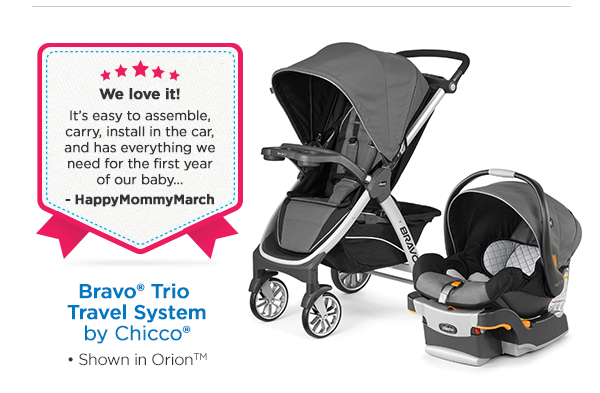 We love it!
It's easy to assemble,
carry, install in the car,
and has everything we
need for the first year
of our baby...
- HappyMommyMarch
Bravo® Trio
Travel System
by Chicco®
• Shown in Orion™
BRAVO
chicco